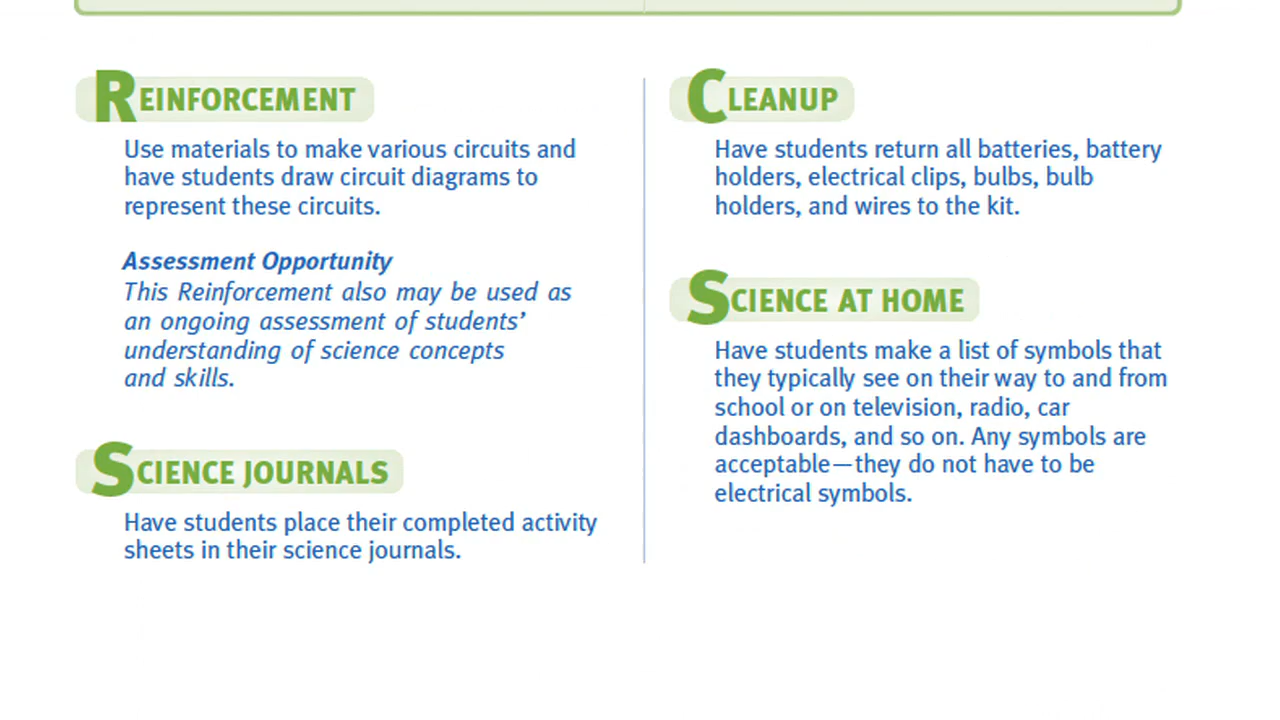 REINFORCEMENT
Use materials to make various circuits and
have students draw circuit diagrams to
represent these circuits.
Assessment Opportunity
This Reinforcement also may be used as
an ongoing assessment of students’
understanding of science concepts
and skills.
SCIENCE JOURNALS
Have students place their completed activity
sheets in their science journals.
CLEANUP
Have students return all batteries, battery
holders, electrical clips, bulbs, bulb
holders, and wires to the kit.
SCIENCE AT HOME
Have students make a list of symbols that
they typically see on their way to and from
school or on television, radio, car
dashboards, and so on. Any symbols are
acceptable—they do not have to be
electrical symbols.